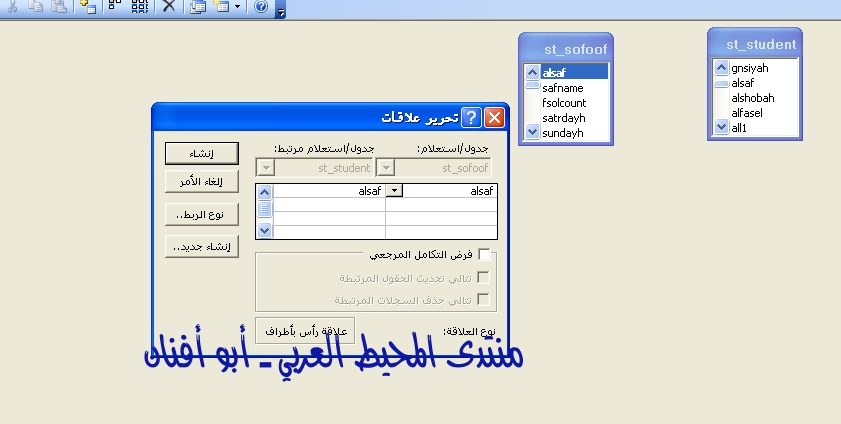 st_sofoof
alsaf
safname
fsolcount
satrdayh
sundayh
st_student
gnsiyah
alsaf
alshobah
alfasel
all1
تحرير علاقات
جدول/استعلام:
جدول/استعلام مرتبط:
st_sofoof
st_student
alsaf
alsaf
إنشاء
إلغاء الأمر
نوع الربط..
إنشاء جديد..
فرض التكامل المرجعي
تتالي تحديث الحقول المرتبطة
تتالي حذف السجلات المرتبطة
نوع العلاقة:
علاقة رأس بأطراف
منتدى المحيط العربي - أبو أفنان